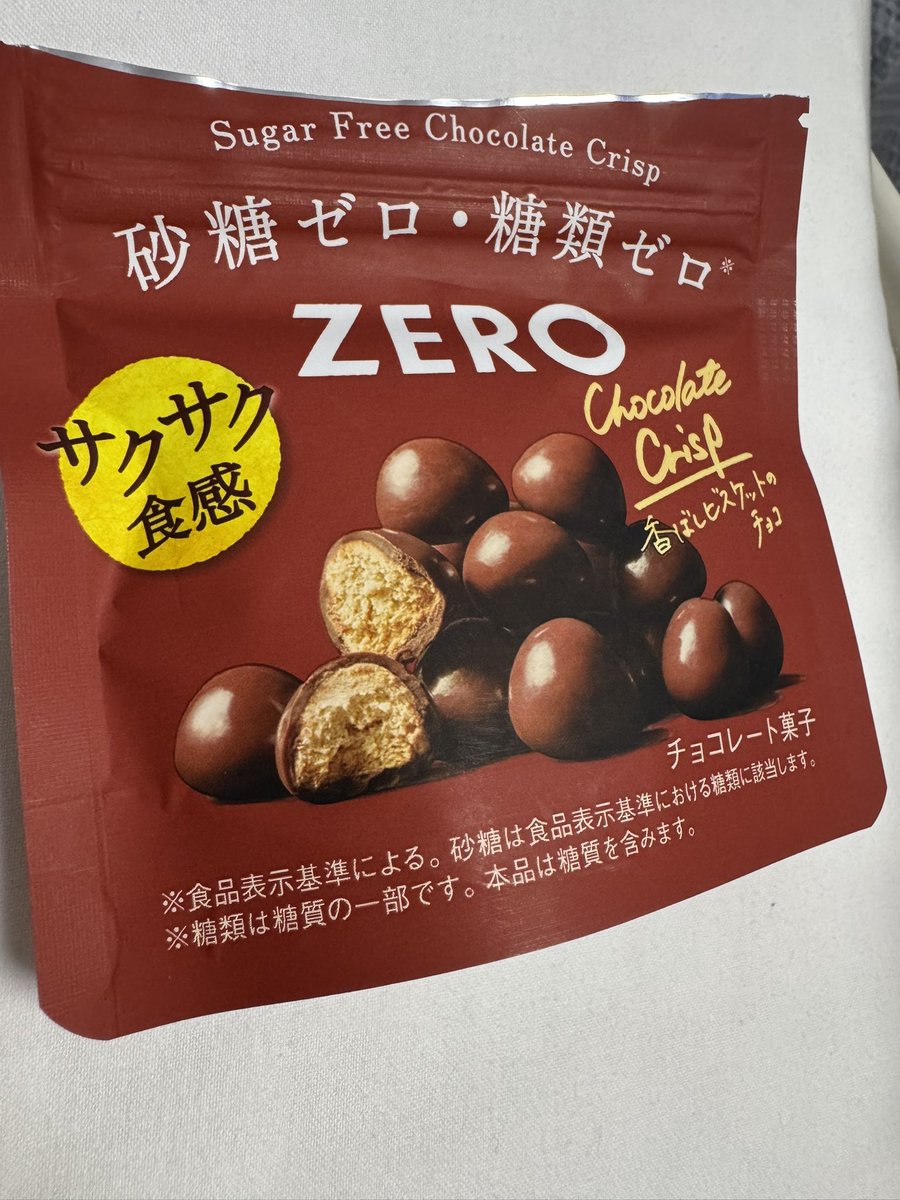 Sugar Free Chocolate Crisp
砂糖ゼロ・糖類ゼロ※
ZERO
サクサク
食感
Chocolate
Crisp
香ばしビスケットの
チョコ
チョコレート菓子
※食品表示基準による。砂糖は食品表示基準における糖類に該当します。
※糖類は糖質の一部です。本品は糖質を含みます。